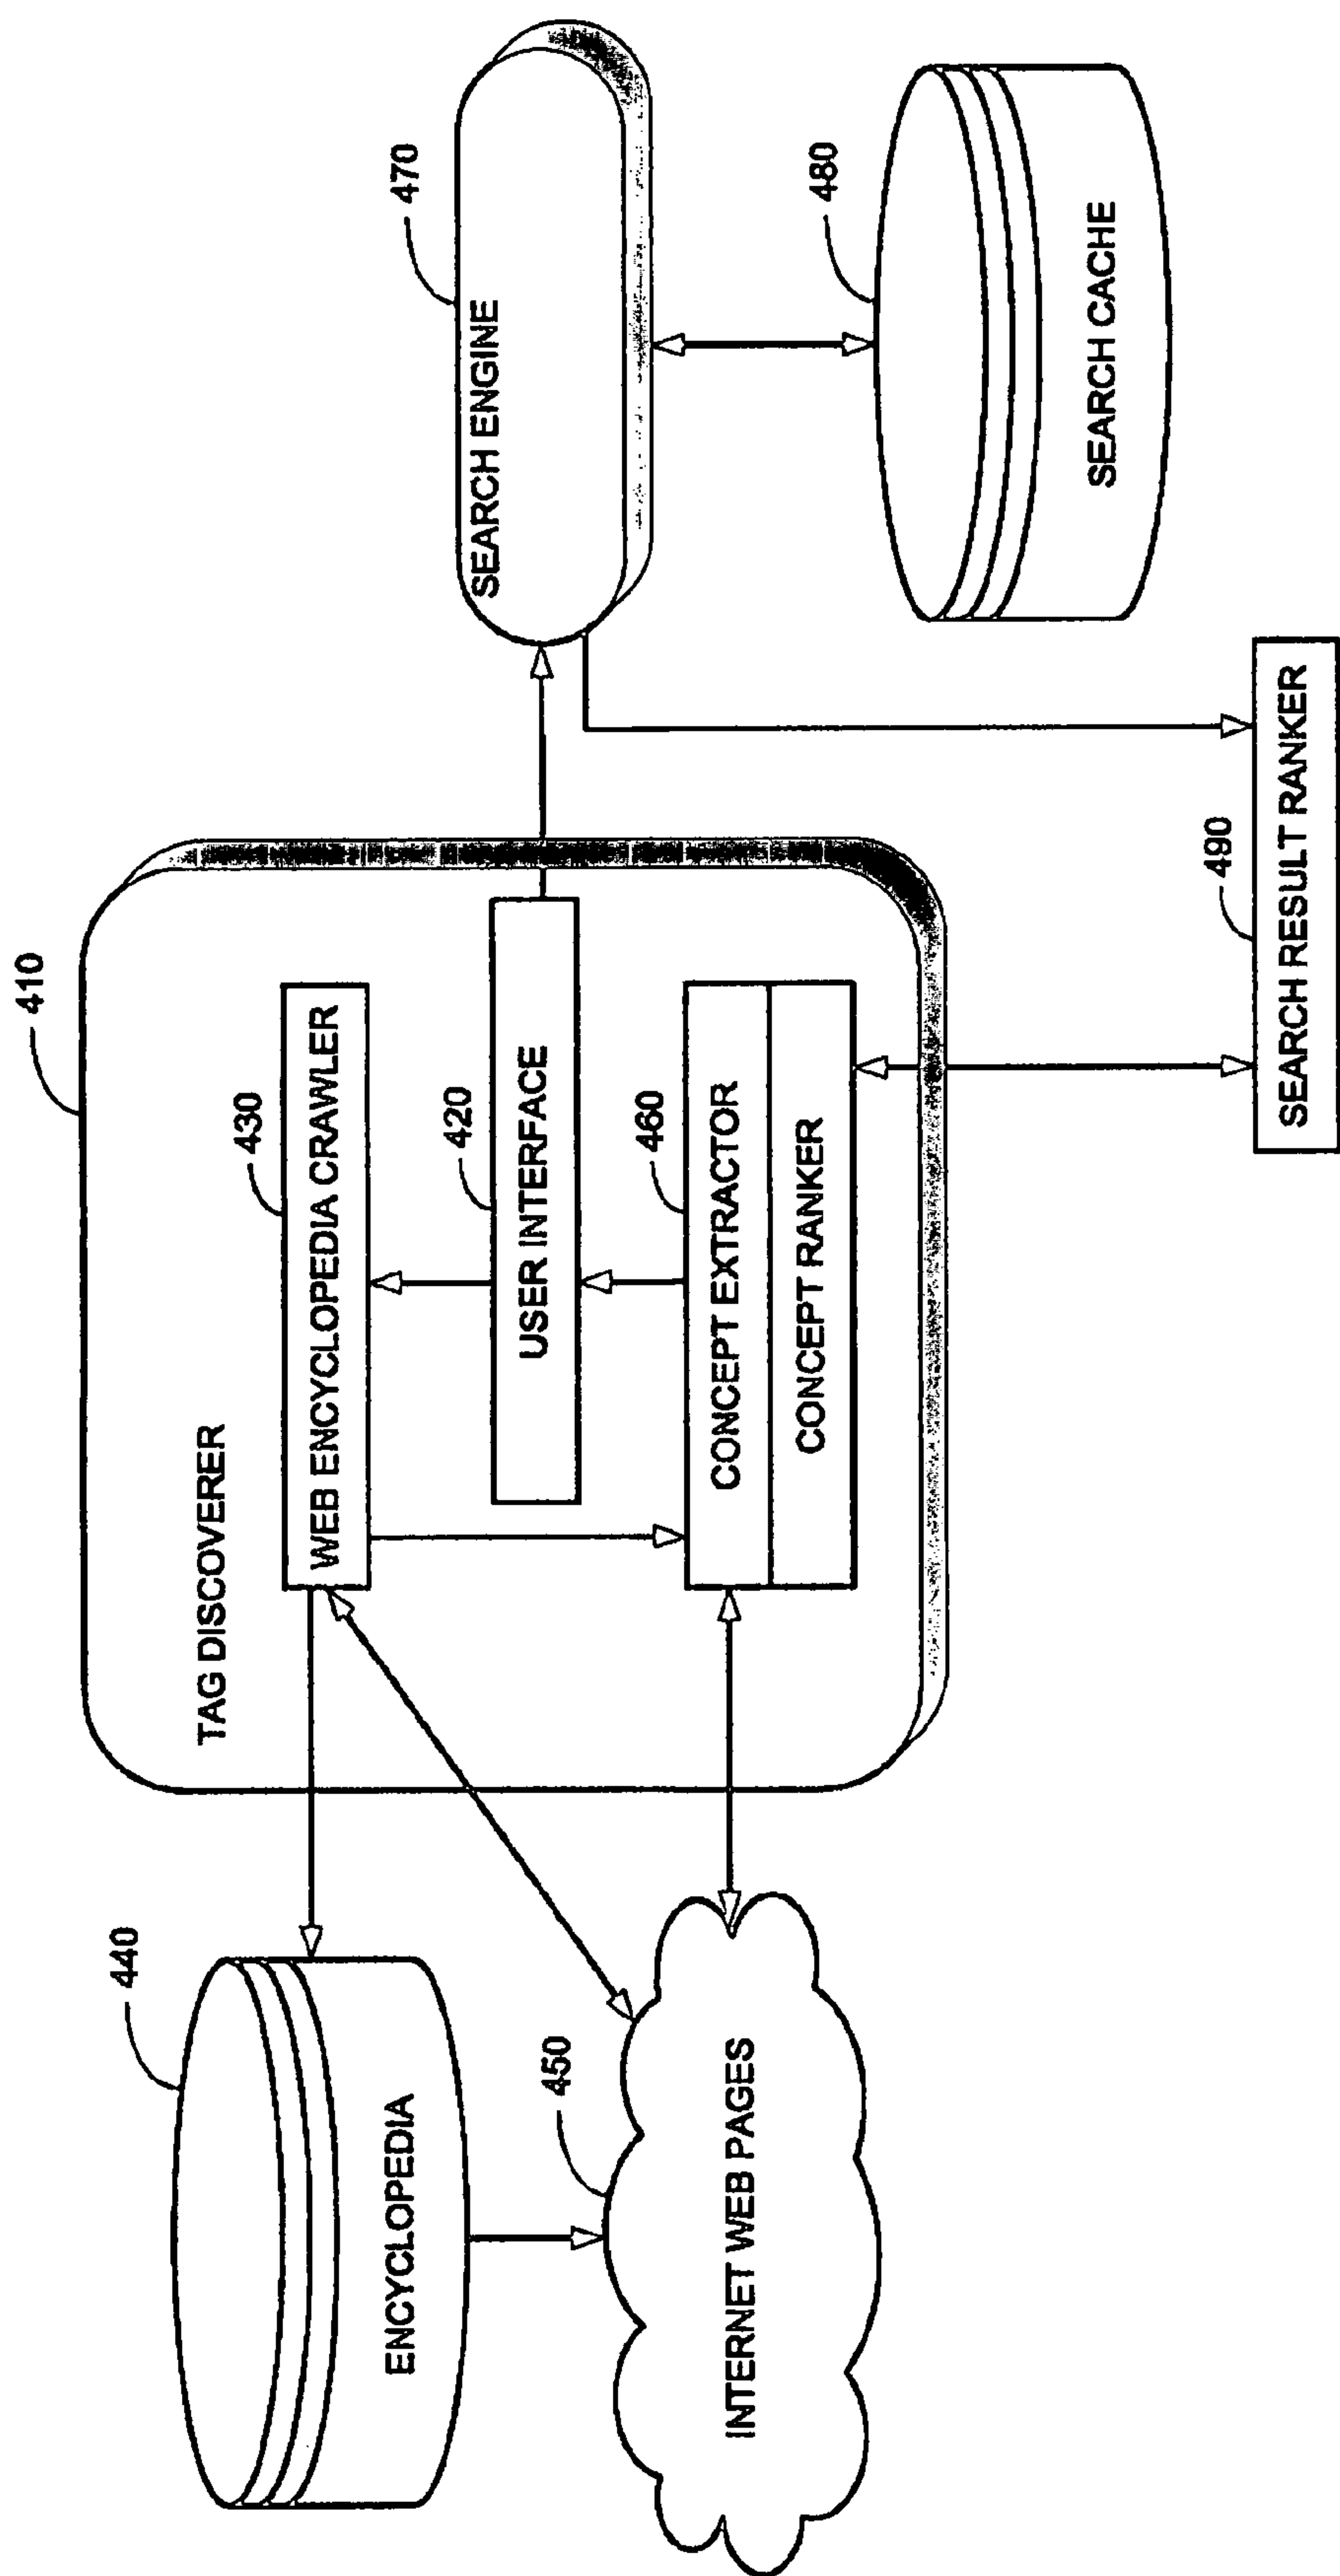 410
TAG DISCOVERER
430
WEB ENCYCLOPEDIA CRAWLER
420
USER INTERFACE
460
CONCEPT EXTRACTOR
CONCEPT RANKER
440
ENCYCLOPEDIA
450
INTERNET WEB PAGES
470
SEARCH ENGINE
480
SEARCH CACHE
490
SEARCH RESULT RANKER